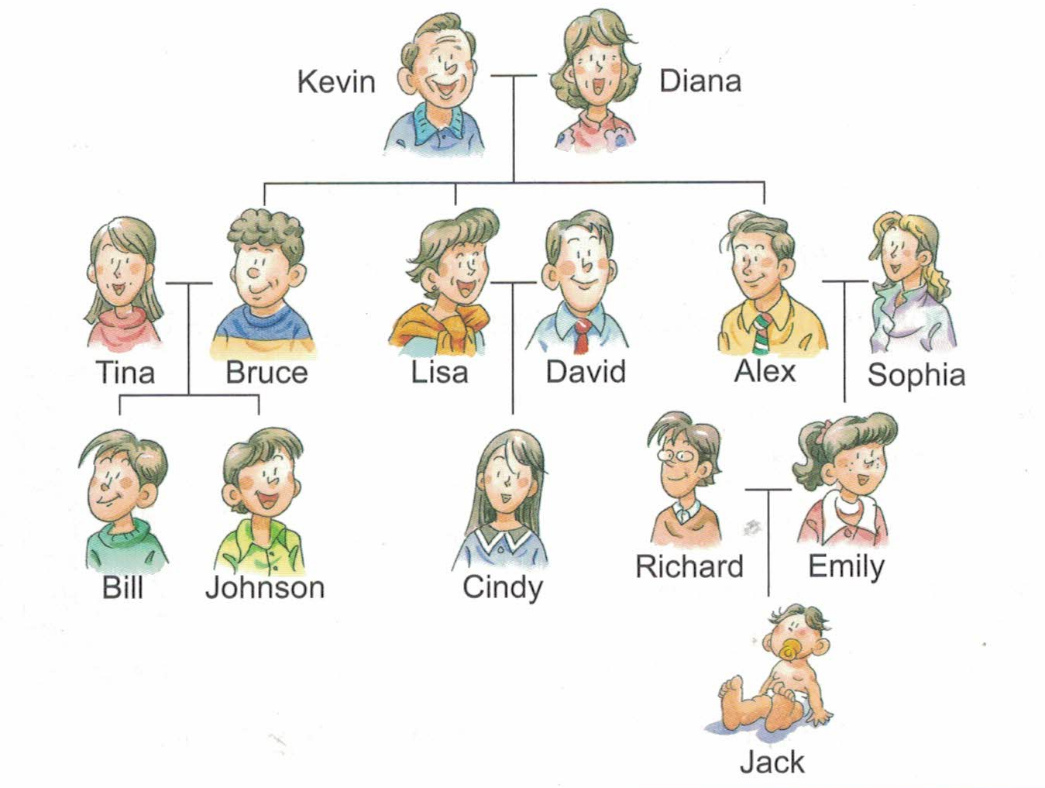 Kevin
Diana
Tina
Bruce
Lisa
David
Alex
Sophia
Bill
Johnson
Cindy
Richard
Emily
Jack